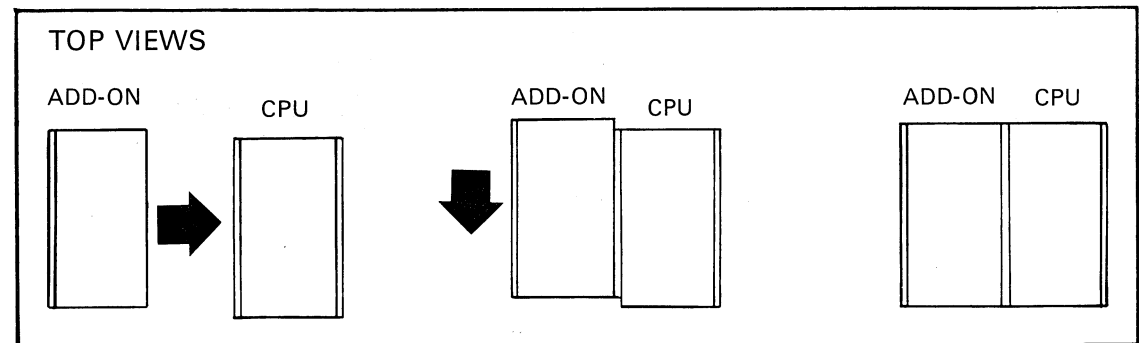 TOP VIEWS
ADD-ON
CPU
ADD-ON
CPU
ADD-ON CPU